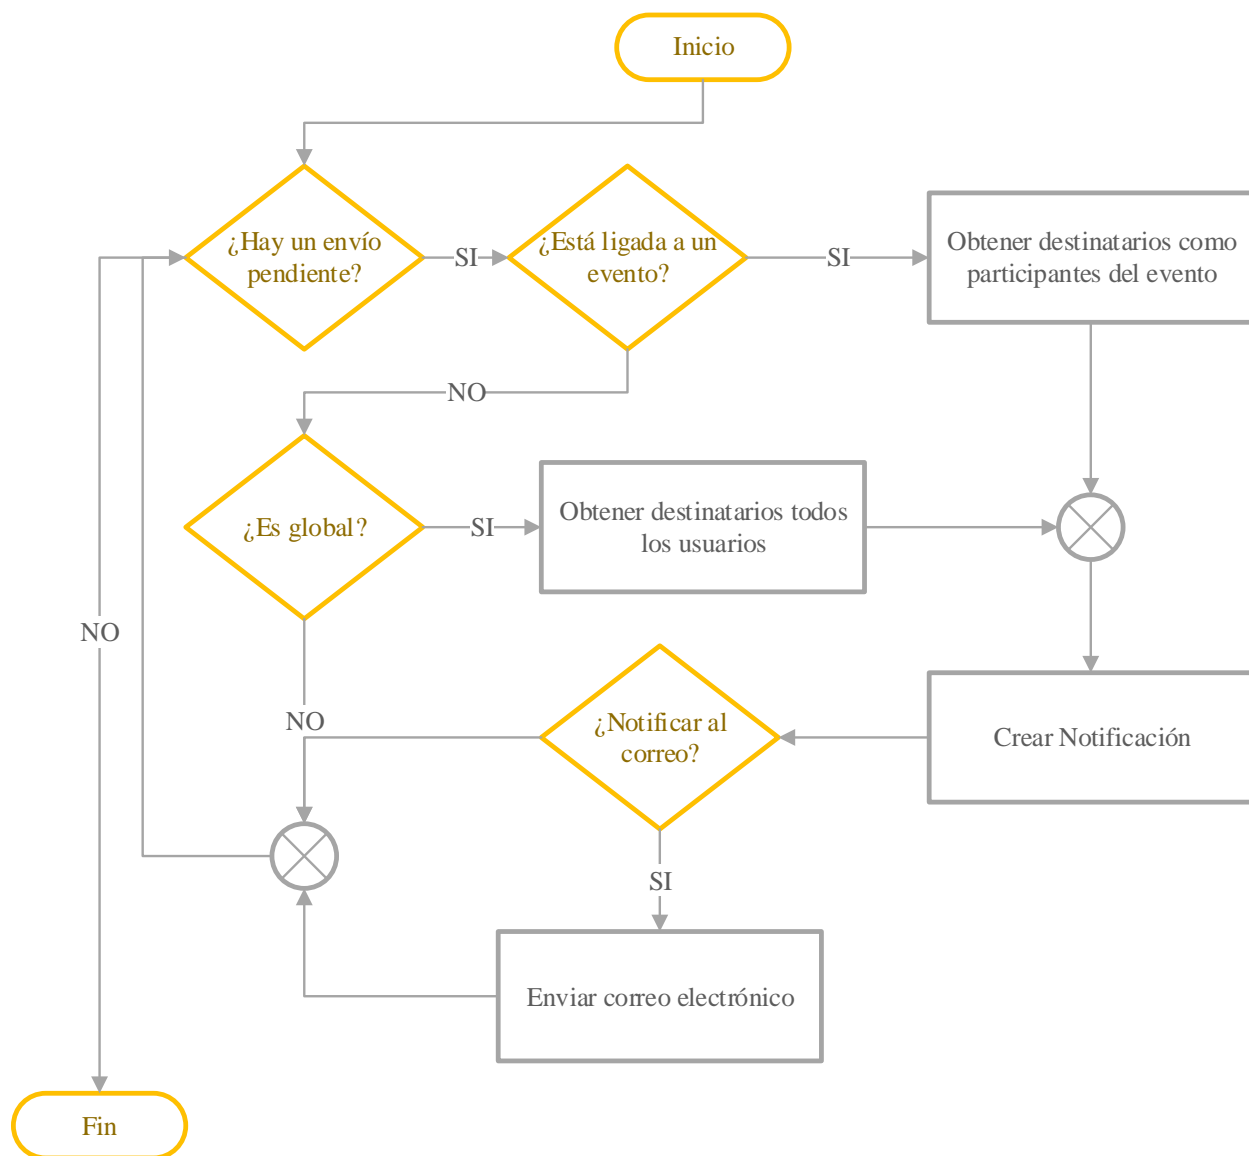 Inicio
¿Hay un envío
pendiente?
SI
¿Está ligada a un
evento?
SI
Obtener destinatarios como
participantes del evento
NO
¿Es global?
SI
Obtener destinatarios todos
los usuarios
NO
NO
¿Notificar al
correo?
Crear Notificación
SI
Enviar correo electrónico
Fin